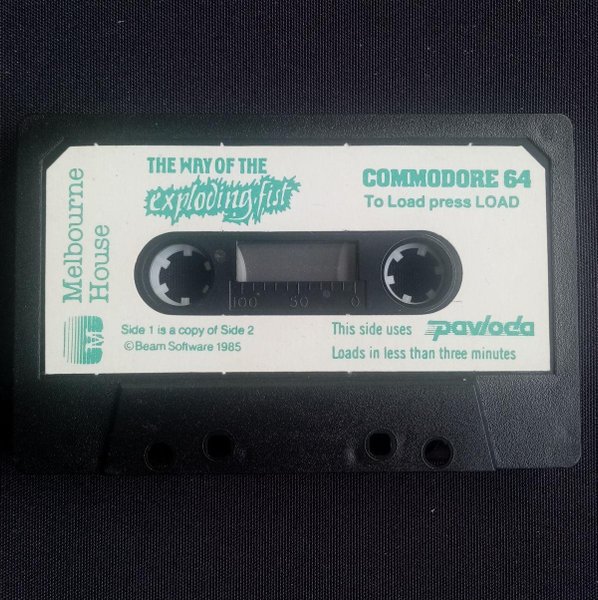 Melbourne
House
THE WAY OF THE
exploding fist
COMMODORE 64
To Load press LOAD
100 50 0
Side 1 is a copy of Side 2
© Beam Software 1985
This side uses pavloda
Loads in less than three minutes